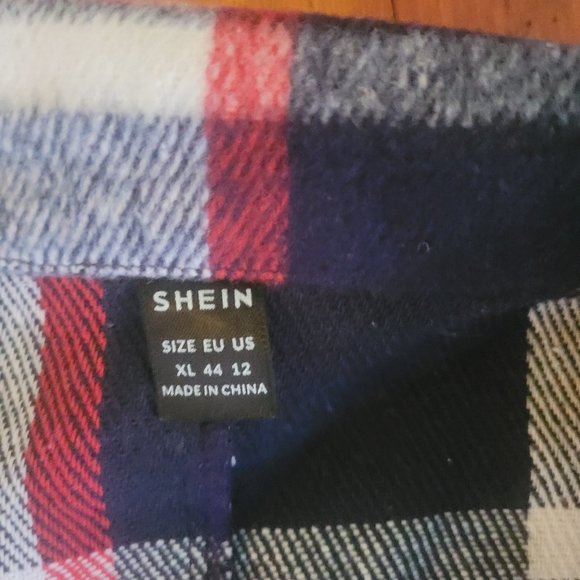 SHEIN
SIZE EU US
XL 44 12
MADE IN CHINA